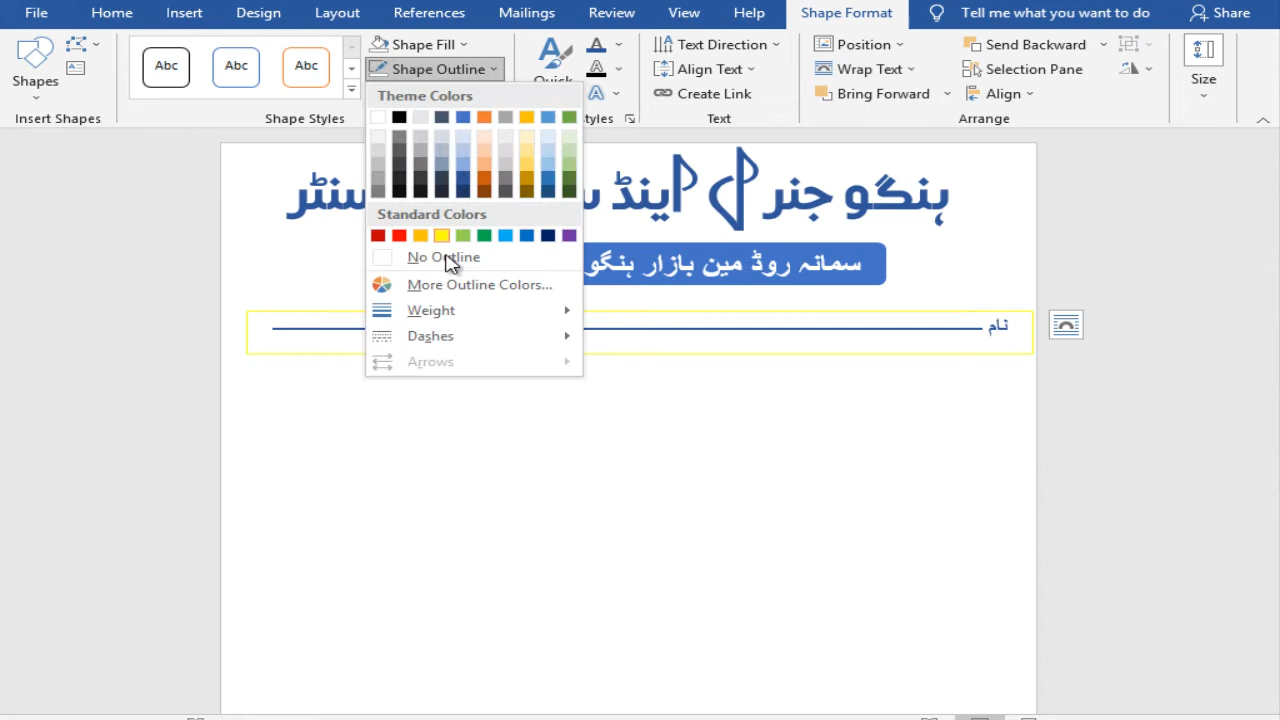 File Home Insert Design Layout References Mailings Review View Help Shape Format Tell me what you want to do Share
Shapes
Insert Shapes
Abc Abc Abc
Shape Styles
Shape Fill
Shape Outline
Theme Colors
Standard Colors
No Outline
More Outline Colors...
Weight
Dashes
Arrows
Text Direction
Align Text
Create Link
Text
Position
Wrap Text
Bring Forward
Send Backward
Selection Pane
Align
Arrange
Size
ہنگو جنرل اینڈ
سمانہ روڈ مین بازار ہنگو
نام